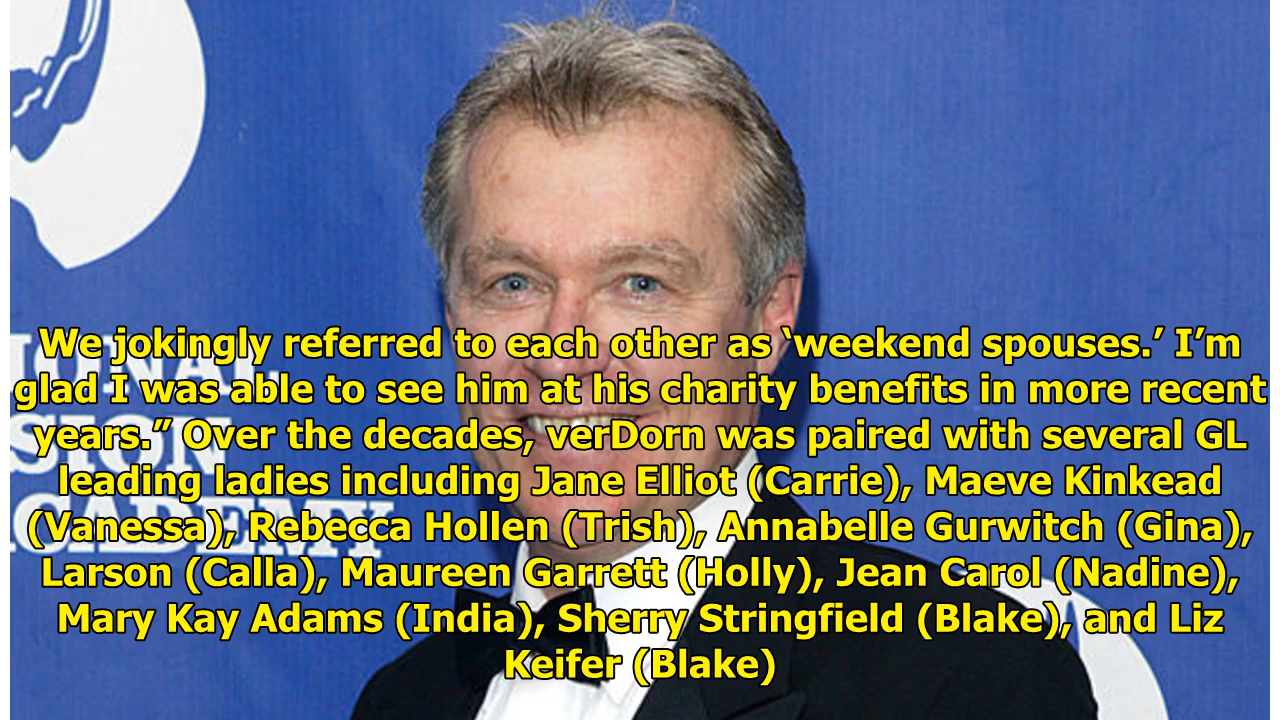 We jokingly referred to each other as ‘weekend spouses.’ I’m
glad I was able to see him at his charity benefits in more recent
years.” Over the decades, verDorn was paired with several GL
leading ladies including Jane Elliot (Carrie), Maeve Kinkead
(Vanessa), Rebecca Hollen (Trish), Annabelle Gurwitch (Gina),
Larson (Calla), Maureen Garrett (Holly), Jean Carol (Nadine),
Mary Kay Adams (India), Sherry Stringfield (Blake), and Liz
Keifer (Blake)